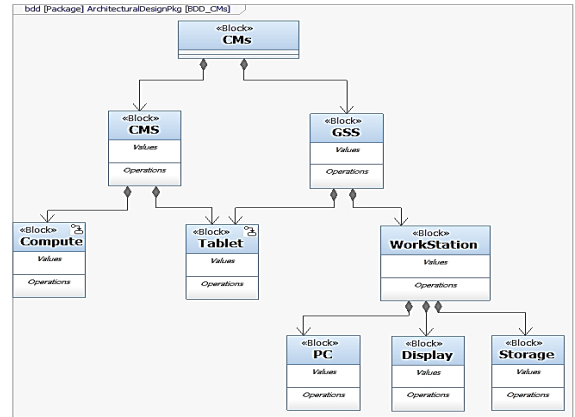 bdd [Package] ArchitecturalDesignPkg [BDD_CMs]
«Block»
CMs
«Block»
CMS
Values
Operations
«Block»
GSS
Values
Operations
«Block»
Compute
Values
Operations
«Block»
Tablet
Values
Operations
«Block»
WorkStation
Values
Operations
«Block»
PC
Values
Operations
«Block»
Display
Values
Operations
«Block»
Storage
Values
Operations